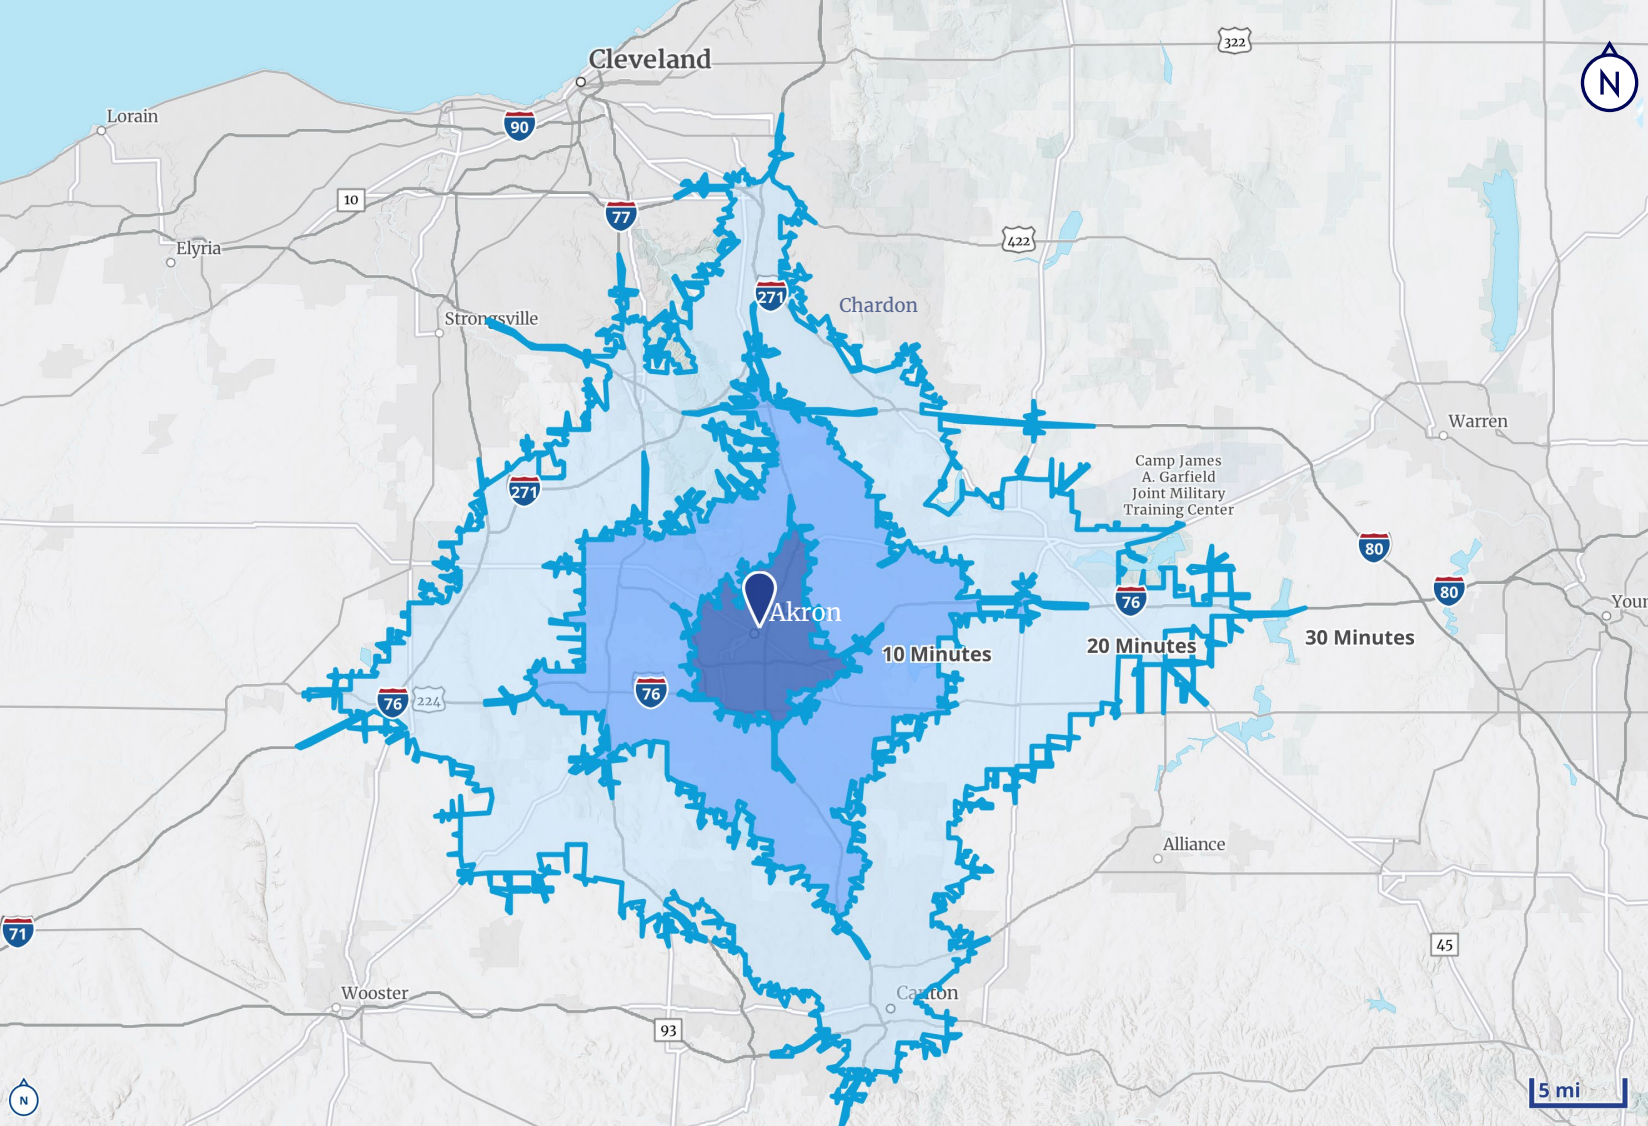 Cleveland
322
N
Lorain
90
10
77
422
Elyria
271
Chardon
Strongsville
Warren
Camp James
A. Garfield
Joint Military
Training Center
271
80
80
76
Akron
Youn
10 Minutes
20 Minutes
30 Minutes
76
76
224
Alliance
71
45
Wooster
Canton
93
N
5 mi